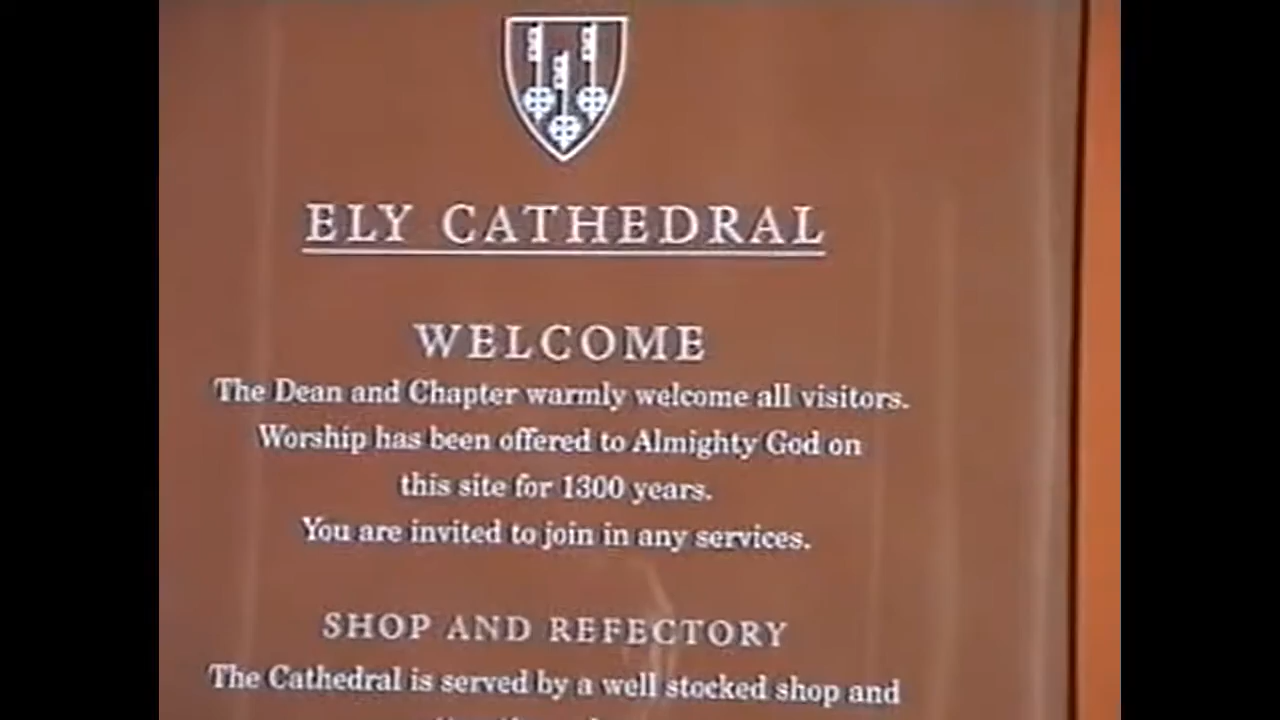 ELY CATHEDRAL
WELCOME
The Dean and Chapter warmly welcome all visitors.
Worship has been offered to Almighty God on
this site for 1300 years.
You are invited to join in any services.
SHOP AND REFECTORY
The Cathedral is served by a well stocked shop and